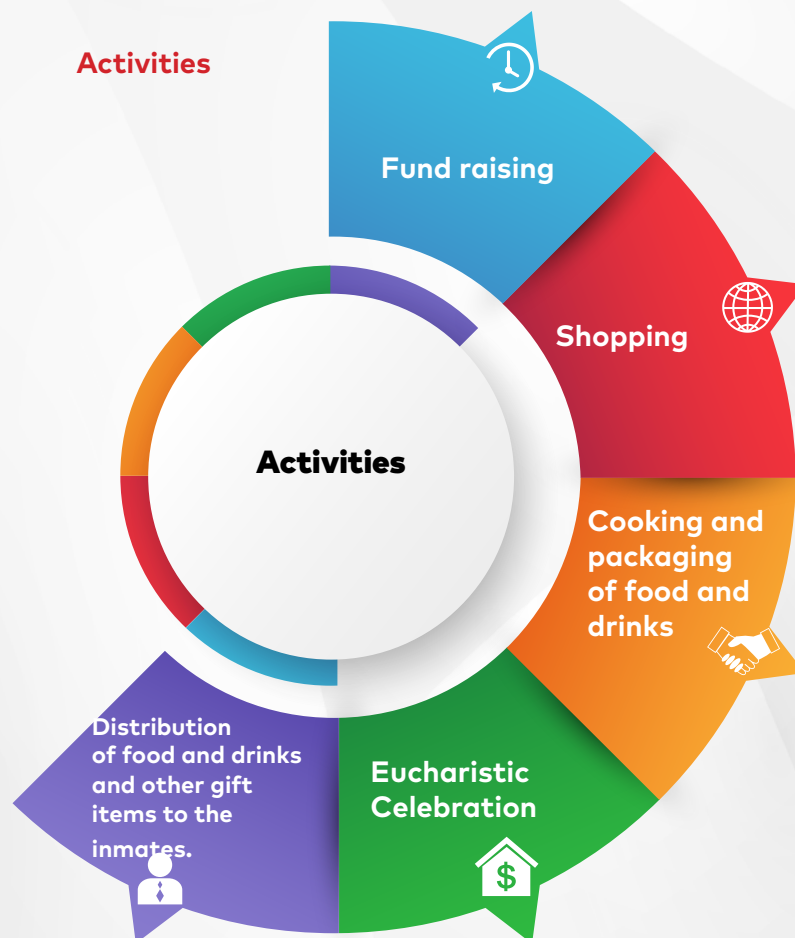 Activities
Fund raising
Shopping
Activities
Cooking and
packaging
of food and
drinks
Eucharistic
Celebration
$
Distribution
of food and drinks
and other gift
items to the
inmates.